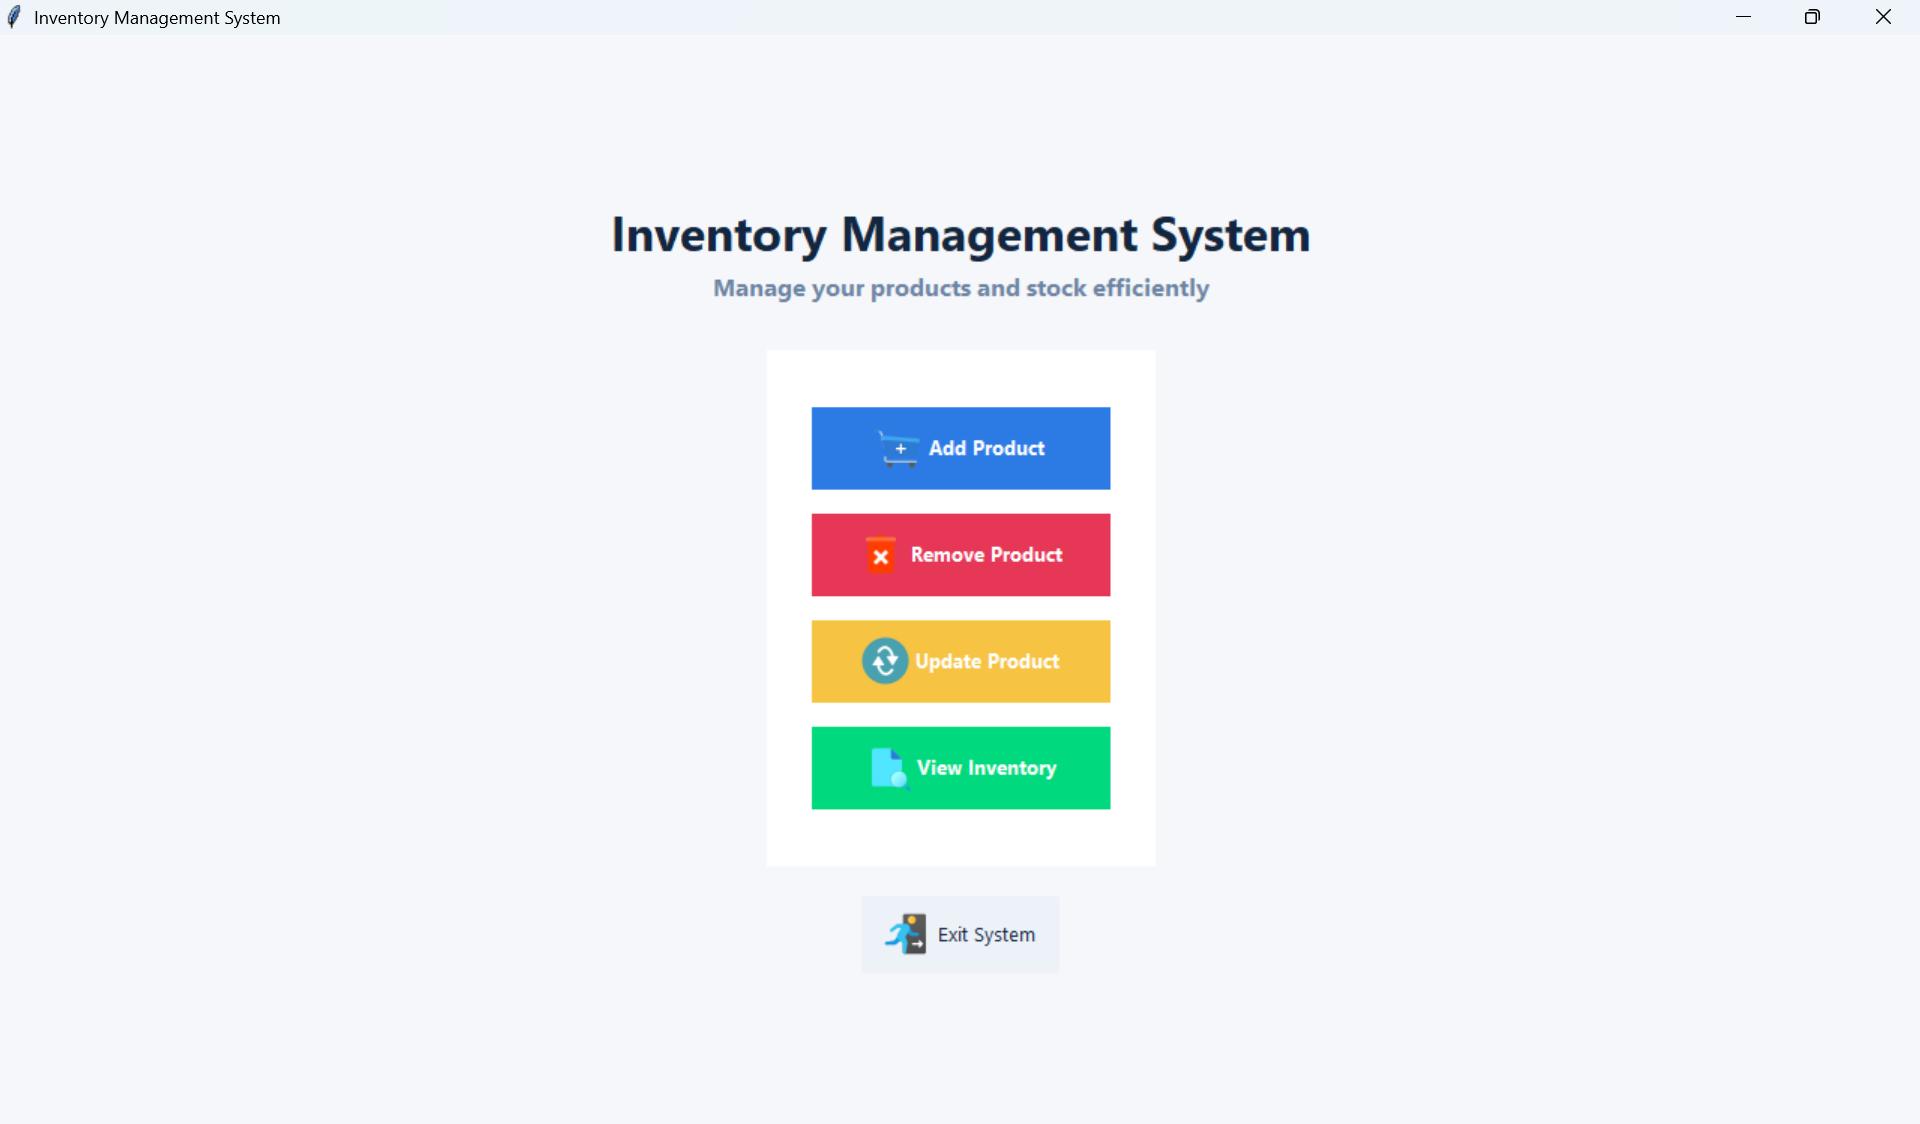 Inventory Management System
Inventory Management System
Manage your products and stock efficiently
Add Product
Remove Product
Update Product
View Inventory
Exit System